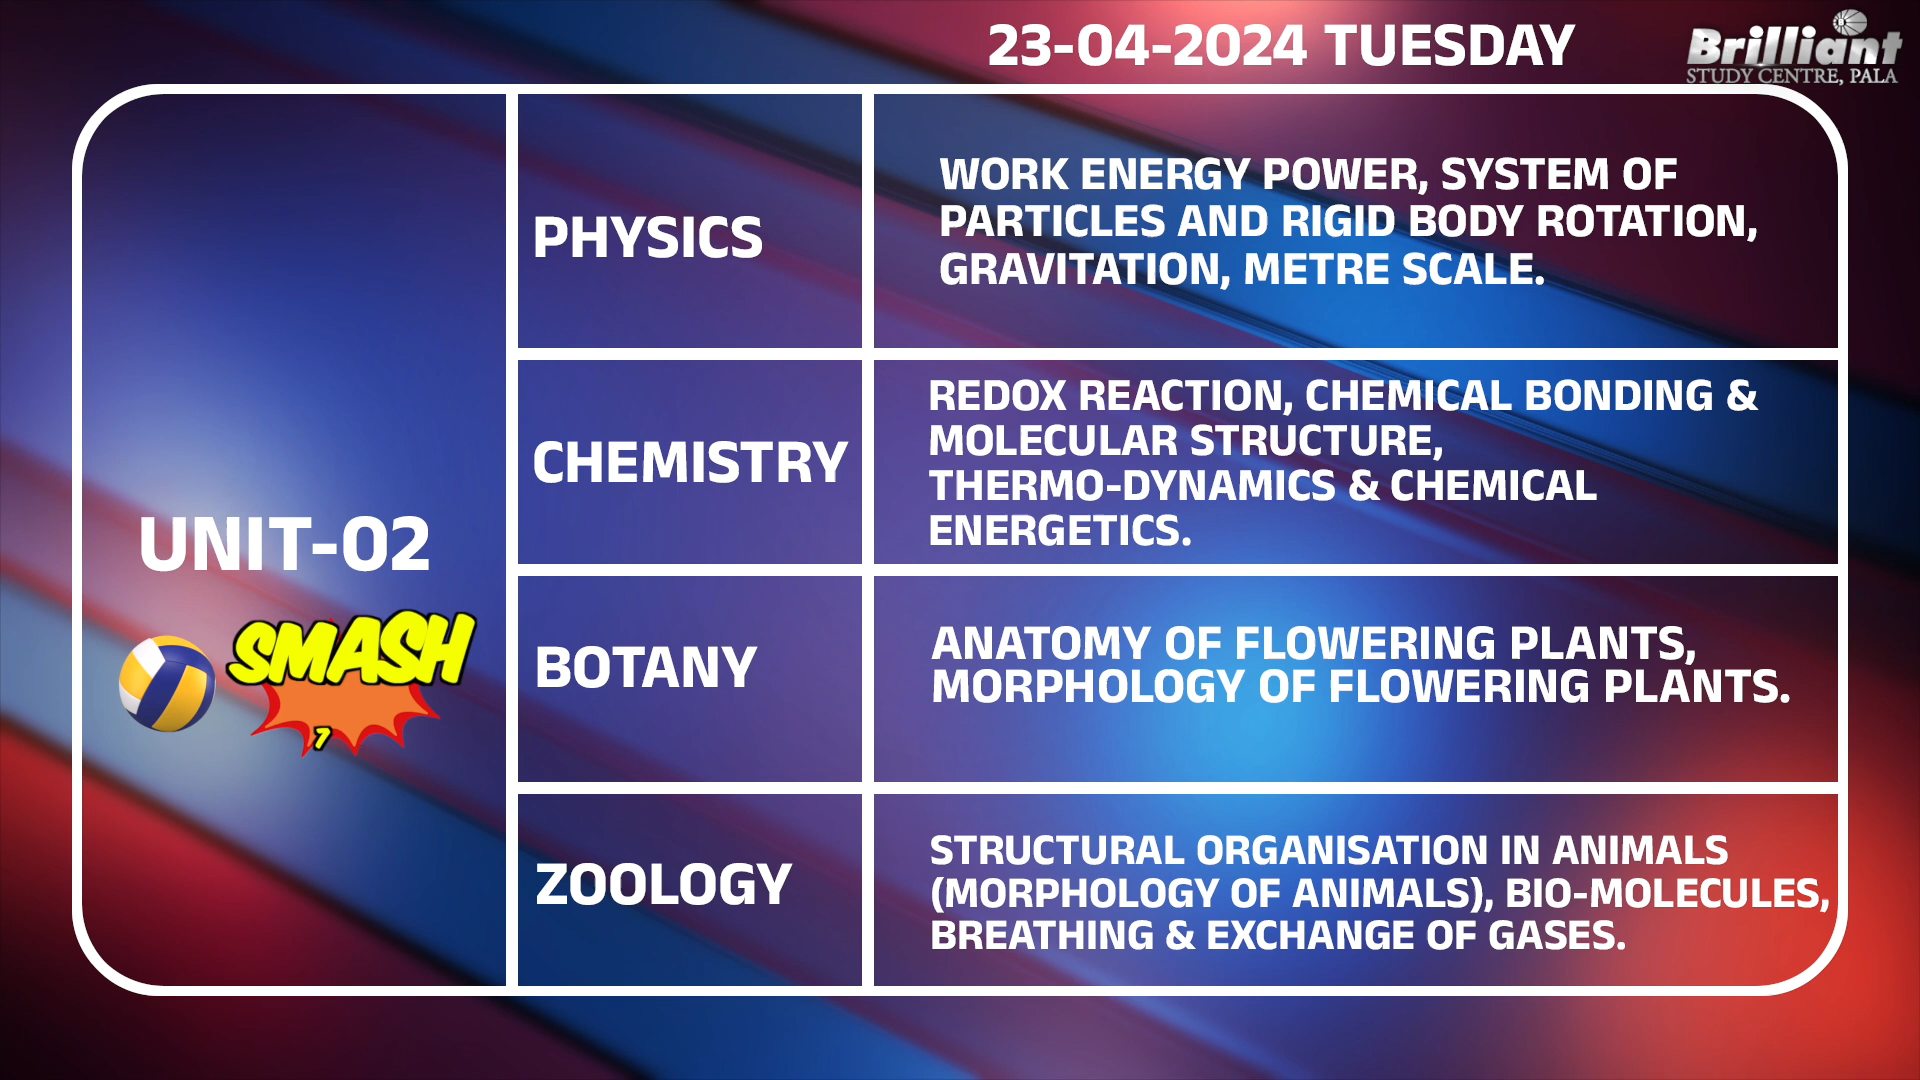 23-04-2024 TUESDAY
Brilliant
STUDY CENTRE, PALA
UNIT-02
SMASH
7
PHYSICS
WORK ENERGY POWER, SYSTEM OF
PARTICLES AND RIGID BODY ROTATION,
GRAVITATION, METRE SCALE.
CHEMISTRY
REDOX REACTION, CHEMICAL BONDING &
MOLECULAR STRUCTURE,
THERMO-DYNAMICS & CHEMICAL
ENERGETICS.
BOTANY
ANATOMY OF FLOWERING PLANTS,
MORPHOLOGY OF FLOWERING PLANTS.
ZOOLOGY
STRUCTURAL ORGANISATION IN ANIMALS
(MORPHOLOGY OF ANIMALS), BIO-MOLECULES,
BREATHING & EXCHANGE OF GASES.